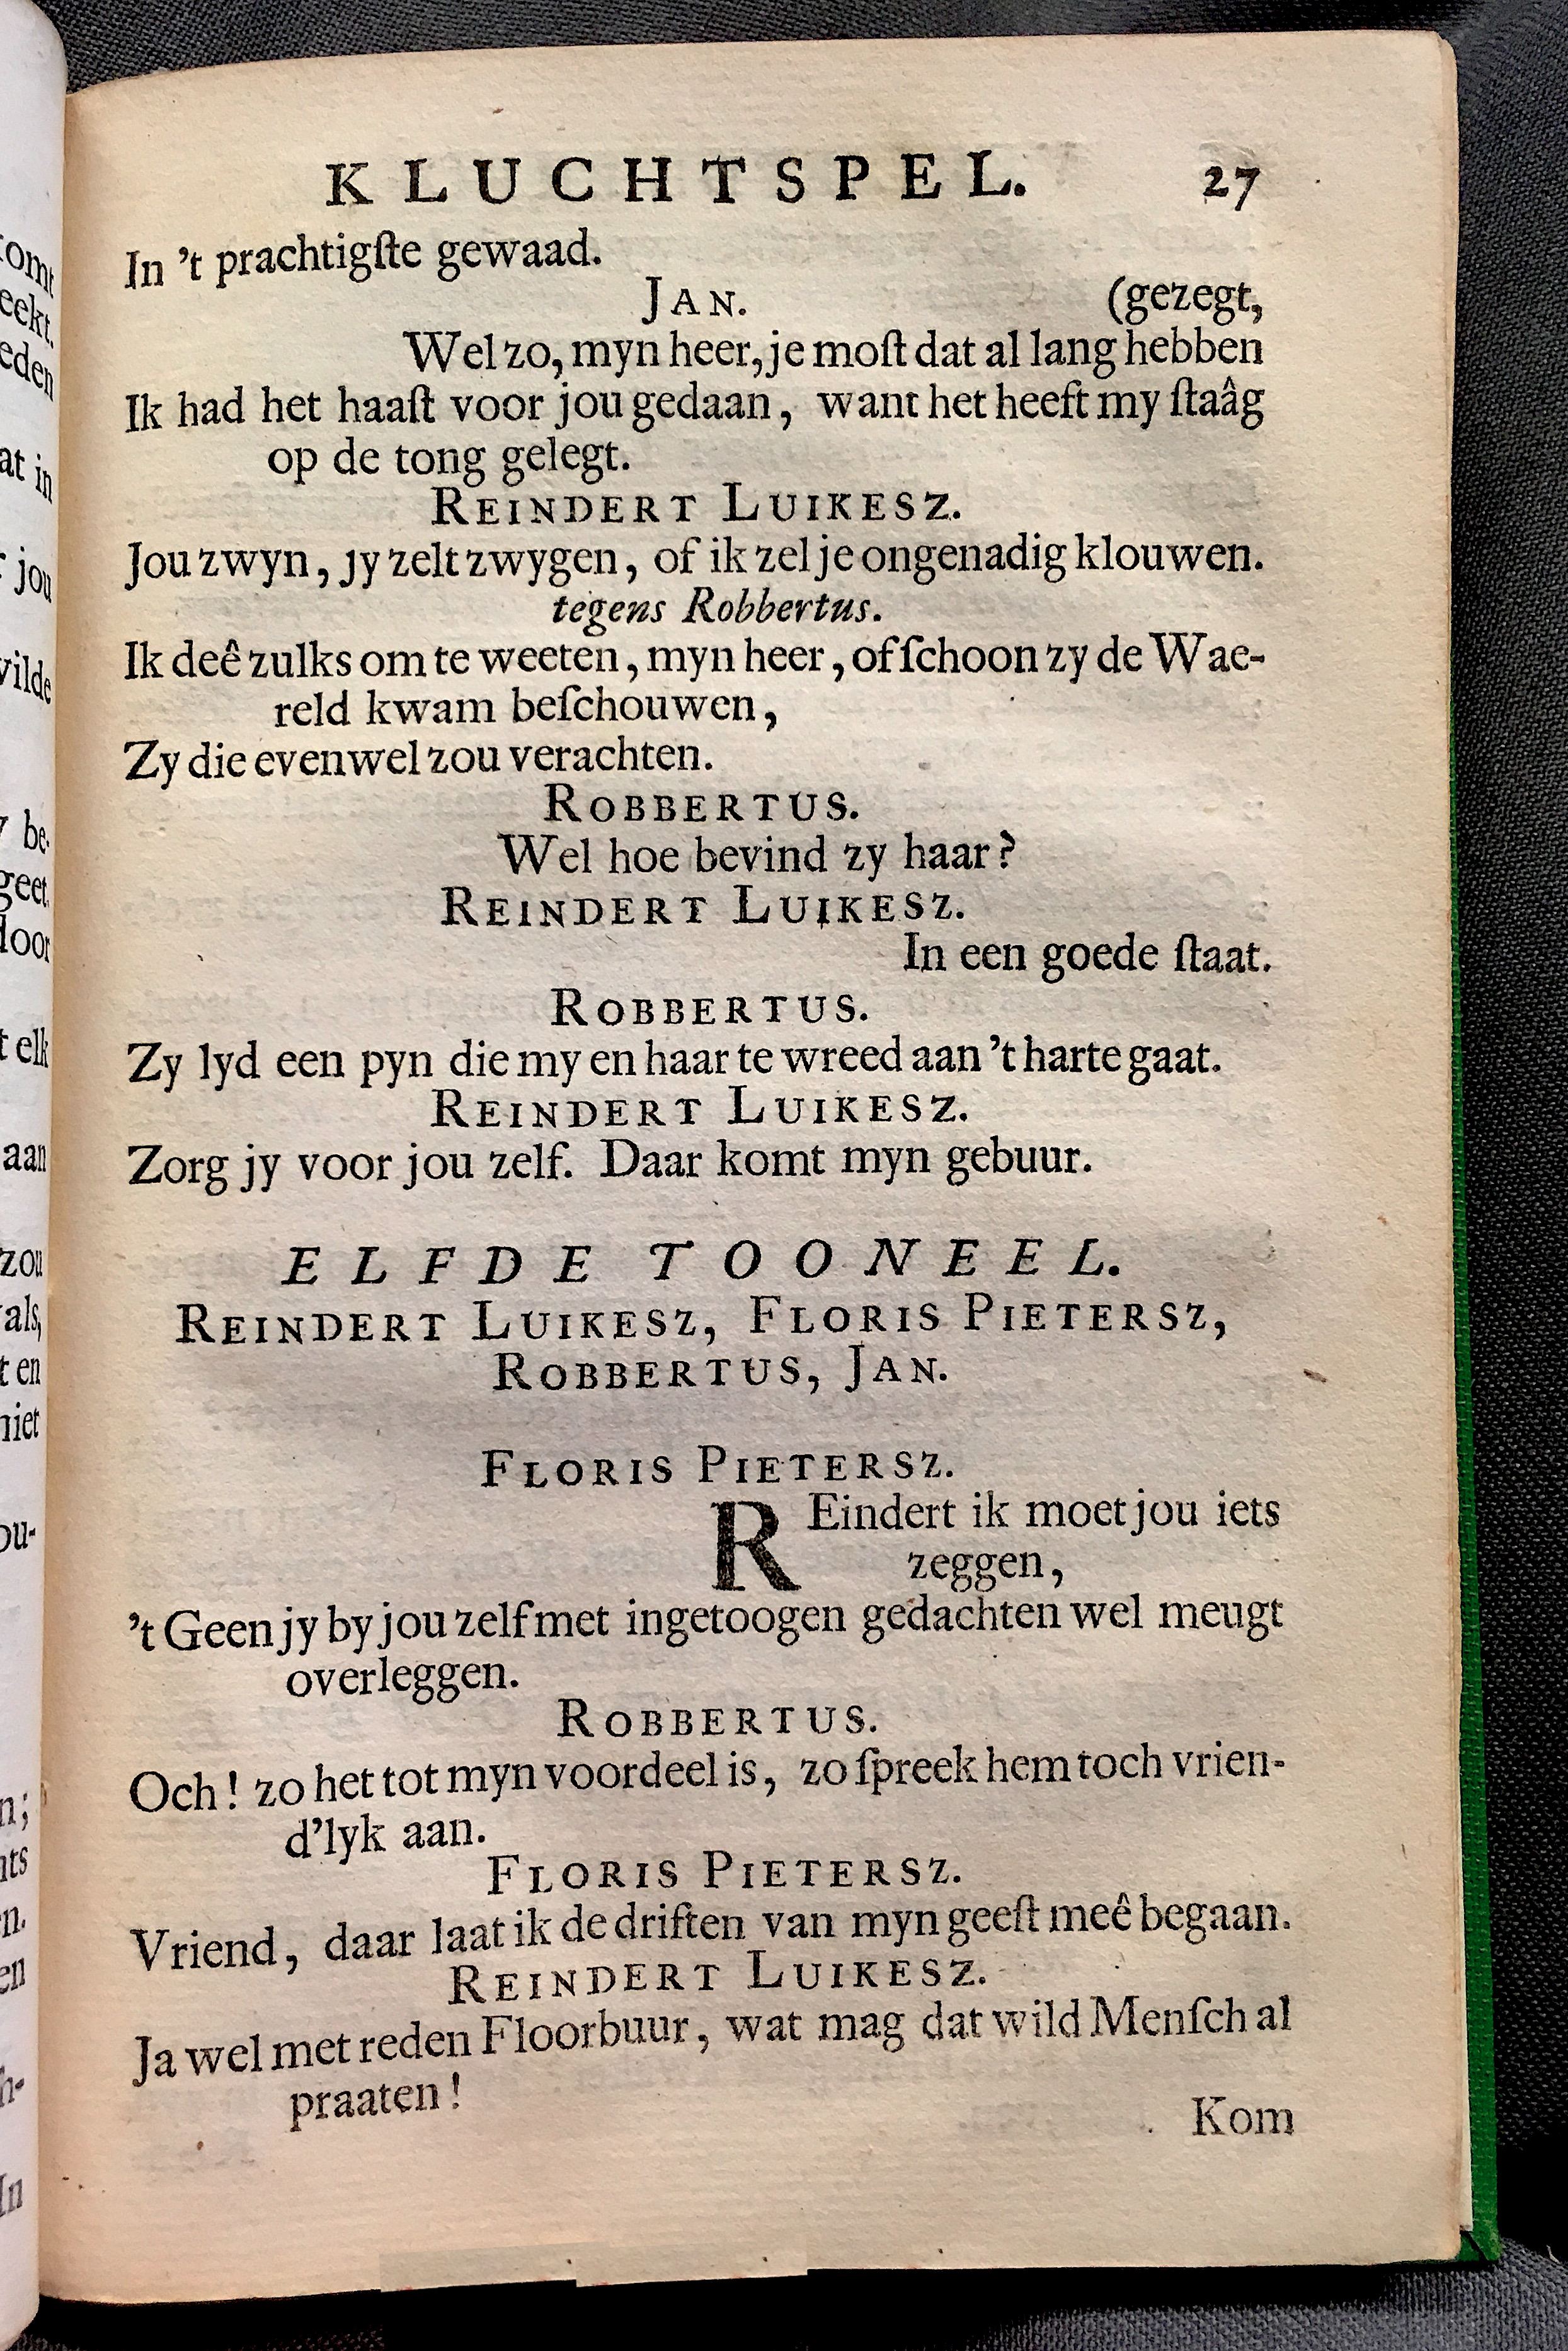 KLUCHTSPEL. 27
In 't prachtigſte gewaad.
JAN. (gezegt,
Wel zo, myn heer, je moſt dat al lang hebben
Ik had het haaſt voor jou gedaan, want het heeft my ſtaâg
op de tong gelegt.
REINDERT LUIKESZ.
Jou zwyn, jy zelt zwygen, of ik zel je ongenadig klouwen.
tegens Robbertus.
Ik deê zulks om te weeten, myn heer, ofſchoon zy de Wae-
reld kwam beſchouwen,
Zy die evenwel zou verachten.
ROBBERTUS.
Wel hoe bevind zy haar?
REINDERT LUIKESZ.
In een goede ſtaat.
ROBBERTUS.
Zy lyd een pyn die my en haar te wreed aan 't harte gaat.
REINDERT LUIKESZ.
Zorg jy voor jou zelf. Daar komt myn gebuur.
ELFDE TOONEEL.
REINDERT LUIKESZ, FLORIS PIETERSZ,
ROBBERTUS, JAN.
FLORIS PIETERSZ.
REindert ik moet jou iets
zeggen,
't Geen jy by jou zelf met ingetoogen gedachten wel meugt
overleggen.
ROBBERTUS.
Och! zo het tot myn voordeel is, zo ſpreek hem toch vrien-
d'lyk aan.
FLORIS PIETERSZ.
Vriend, daar laat ik de driften van myn geeſt meê begaan.
REINDERT LUIKESZ.
Ja wel met reden Floorbuur, wat mag dat wild Menſch al
praaten!
Kom